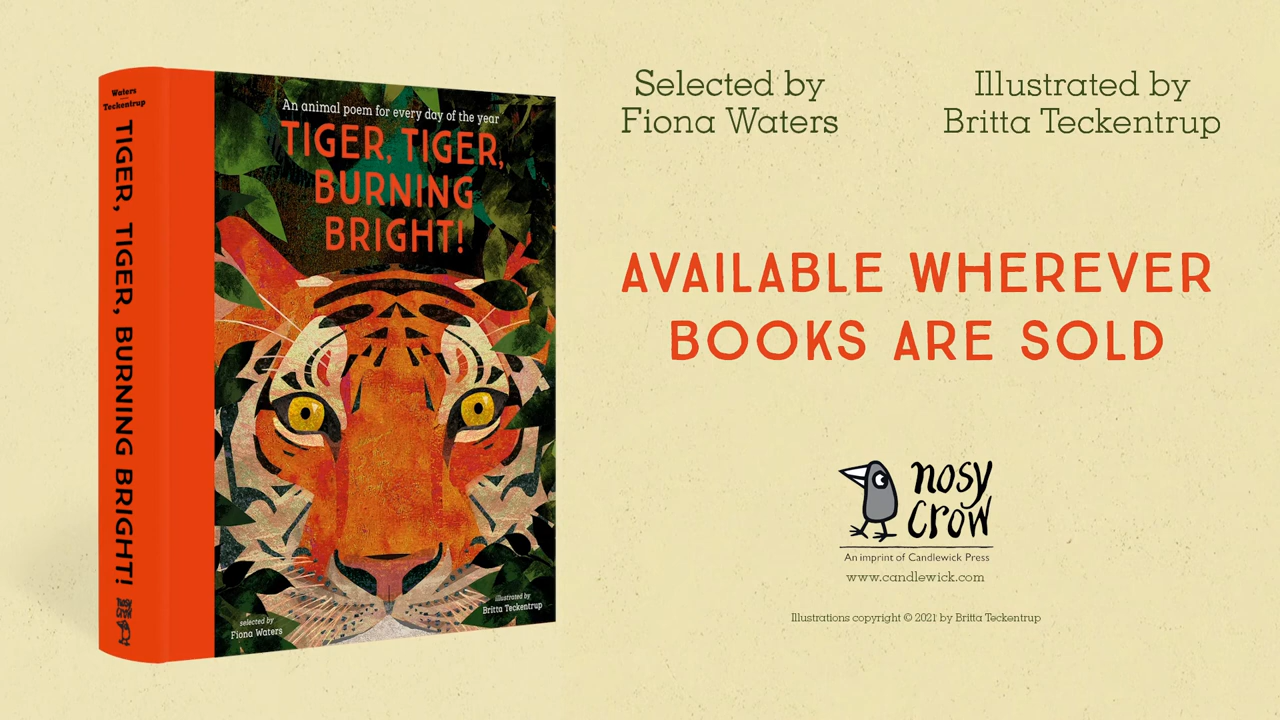 Waters
Teckentrup
TIGER, TIGER, BURNING BRIGHT!
An animal poem for every day of the year
TIGER, TIGER,
BURNING
BRIGHT!
selected by
Fiona Waters
illustrated by
Britta Teckentrup
Selected by
Fiona Waters
Illustrated by
Britta Teckentrup
AVAILABLE WHEREVER
BOOKS ARE SOLD
nosy
crow
An imprint of Candlewick Press
www.candlewick.com
Illustrations copyright © 2021 by Britta Teckentrup